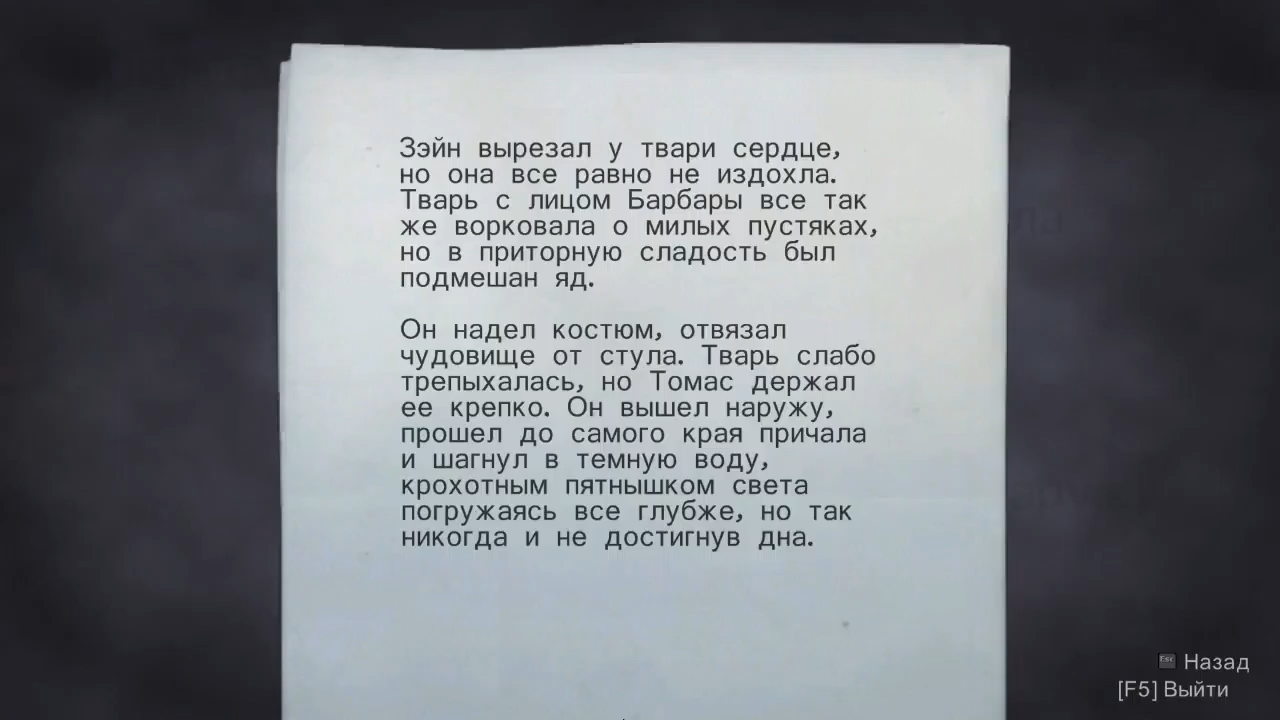 Зэйн вырезал у твари сердце,
но она все равно не издохла.
Тварь с лицом Барбары все так
же ворковала о милых пустяках,
но в приторную сладость был
подмешан яд.
Он надел костюм, отвязал
чудовище от стула. Тварь слабо
трепыхалась, но Томас держал
ее крепко. Он вышел наружу,
прошел до самого края причала
и шагнул в темную воду,
крохотным пятнышком света
погружаясь все глубже, но так
никогда и не достигнув дна.
Esc Назад
[F5] Выйти